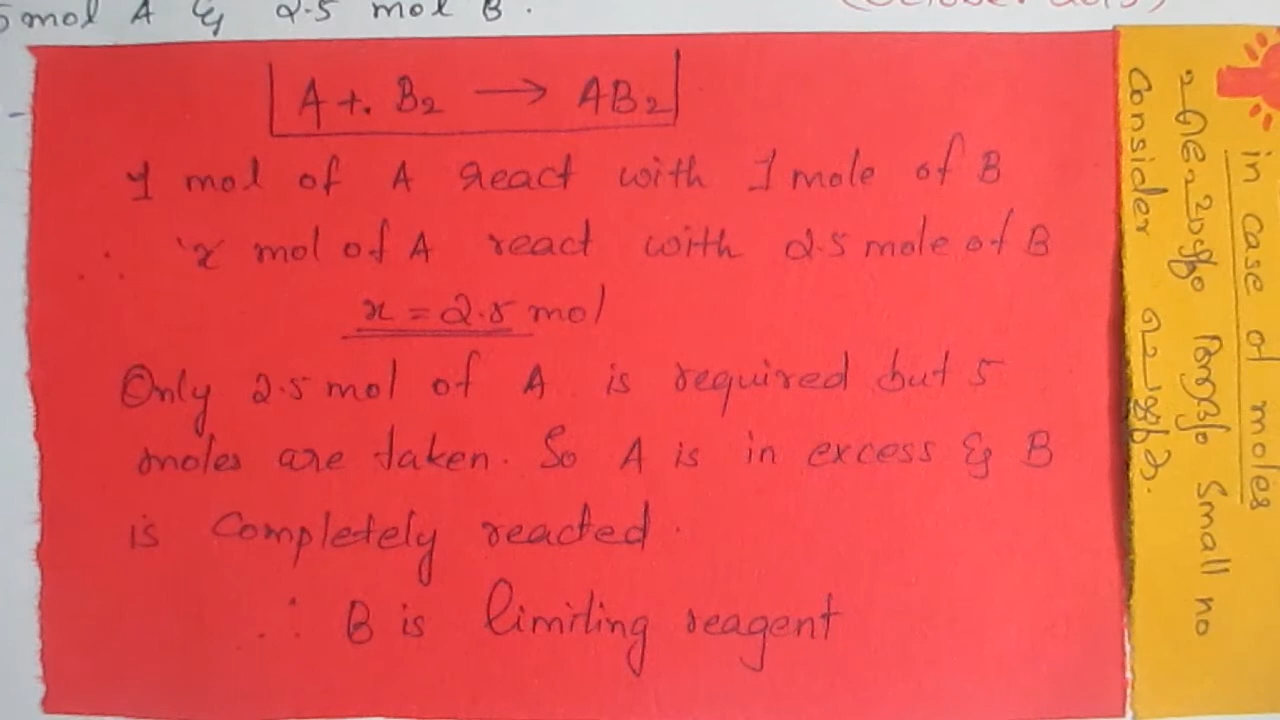 5 mol A & 2.5 mol B.
A + B2 → AB2
1 mol of A react with 1 mole of B
∴ x mol of A react with 2.5 mole of B
x = 2.5 mol
Only 2.5 mol of A is required but 5
moles are taken. So A is in excess & B
is completely reacted.
∴ B is limiting reagent
in case of moles
small no
consider